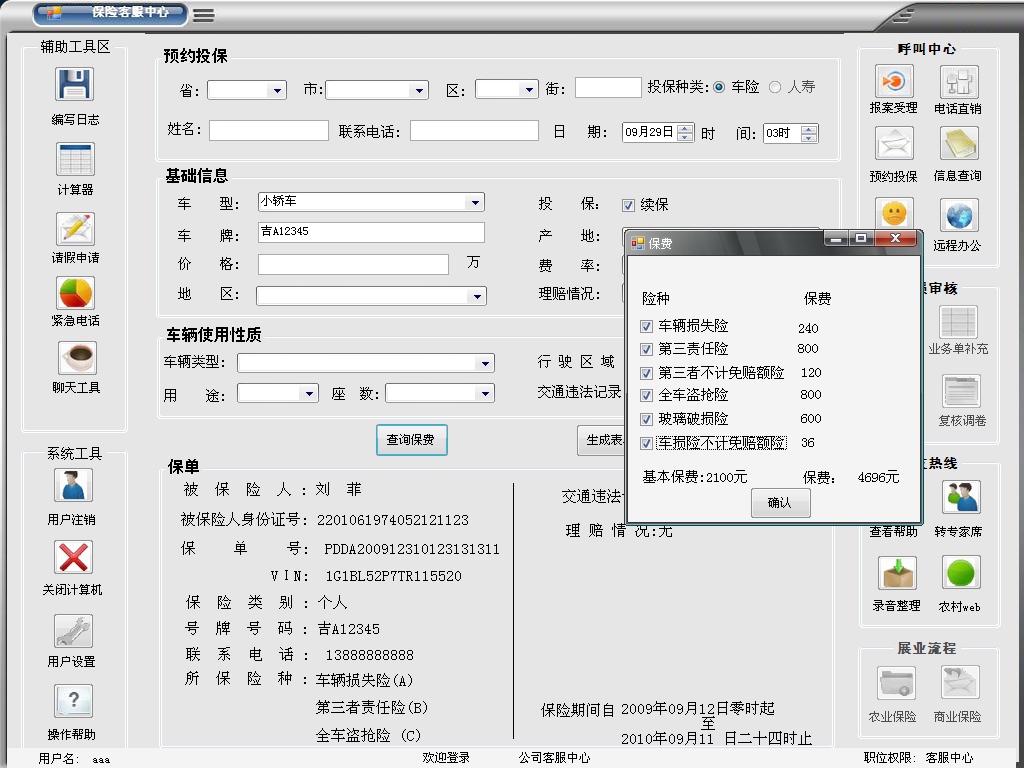 保险客服中心
辅助工具区
编写日志
计算器
请假申请
紧急电话
聊天工具
系统工具
用户注销
关闭计算机
用户设置
操作帮助
预约投保
省: 市: 区: 街: 投保种类: 车险 人寿
姓名: 联系电话: 日 期: 09月29日 时 间: 03时
基础信息
车 型: 小轿车 投 保: 续保
车 牌: 吉A12345 产 地:
价 格: 万 费 率:
地 区: 理赔情况:
车辆使用性质
车辆类型: 行 驶 区 域
用 途: 座 数: 交通违法记录
查询保费 生成表
保费
险种 保费
车辆损失险 240
第三责任险 800
第三者不计免赔额险 120
全车盗抢险 800
玻璃破损险 600
车损险不计免赔额险 36
基本保费:2100元 保费: 4696元
确认
保单
被 保 险 人:刘 菲 交通违法
被保险人身份证号: 2201061974052121123 理 赔 情 况:无
保 单 号: PDDA200912310123131311
VIN: 1G1BL52P7TR115520
保 险 类 别:个人
号 牌 号 码:吉A12345
联 系 电 话: 13888888888
所 保 险 种:车辆损失险(A)
第三者责任险(B)
全车盗抢险 (C)
保险期间自 2009年09月12日零时起
至
2010年09月11 日二十四时止
呼叫中心
报案受理 电话直销
预约投保 信息查询
远程办公
审核
业务单补充
复核调卷
热线
查看帮助 转专家席
录音整理 农村web
展业流程
农业保险 商业保险
用户名: aaa 欢迎登录 公司客服中心 职位权限: 客服中心